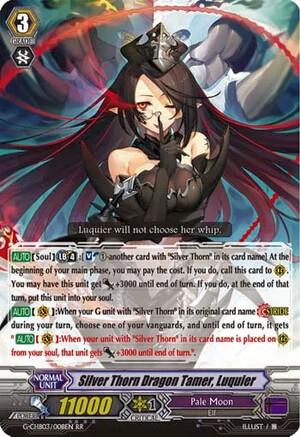 3
GRADE
Luquier will not choose her whip.
AUTO [Soul] LB 4 : [ -another card with "Silver Thorn" in its card name] At the
beginning of your main phase, you may pay the cost. If you do, call this card to .
You may have this unit get +3000 until end of turn. If you do, at the end of that
turn, put this unit into your soul.
AUTO :When your G unit with "Silver Thorn" in its original card name
:During your turn, choose one of your vanguards, and until end of turn, it gets
" AUTO :When your unit with "Silver Thorn" in its card name is placed on
from your soul, that unit gets +3000 until end of turn.".
NORMAL
UNIT
Silver Thorn Dragon Tamer, Luquier
POWER
11000
1
CRITICAL
Pale Moon
Elf
G-CHB03/008EN RR
ILLUST /